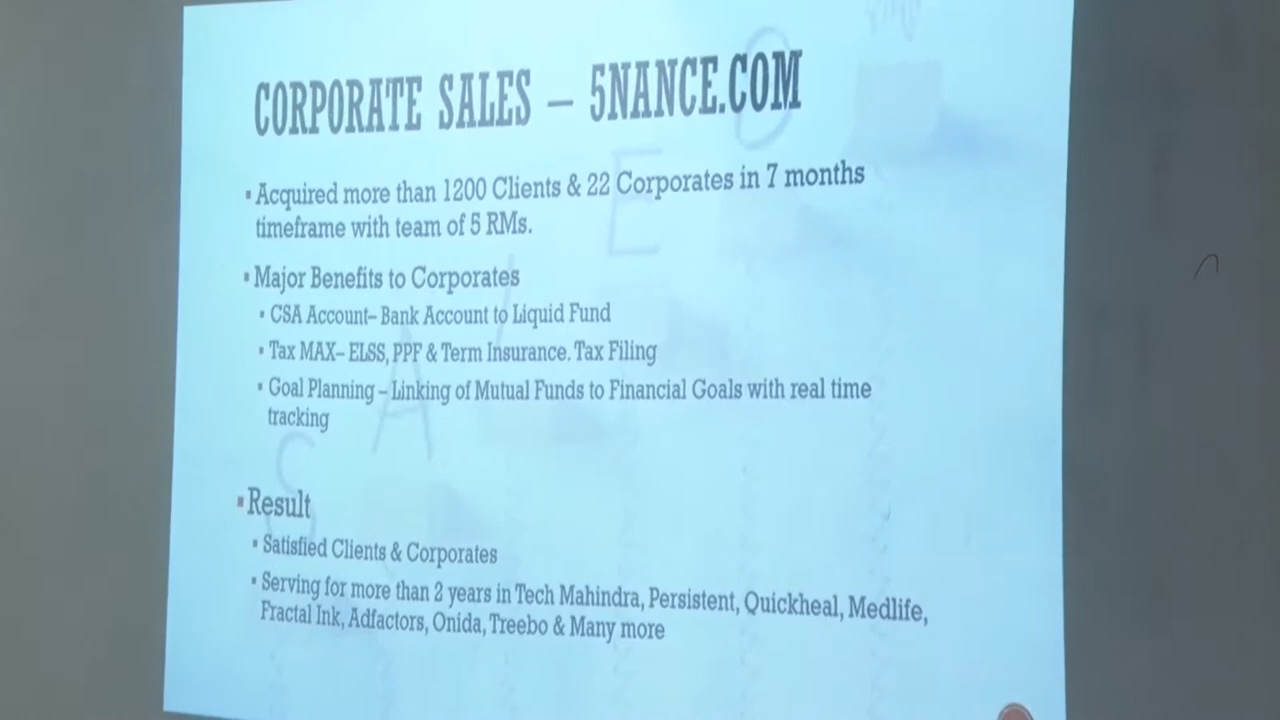 CORPORATE SALES – 5NANCE.COM
▪ Acquired more than 1200 Clients & 22 Corporates in 7 months
timeframe with team of 5 RMs.
▪ Major Benefits to Corporates
▪ CSA Account– Bank Account to Liquid Fund
▪ Tax MAX– ELSS, PPF & Term Insurance. Tax Filing
▪ Goal Planning – Linking of Mutual Funds to Financial Goals with real time
tracking
▪ Result
▪ Satisfied Clients & Corporates
▪ Serving for more than 2 years in Tech Mahindra, Persistent, Quickheal, Medlife,
Fractal Ink, Adfactors, Onida, Treebo & Many more